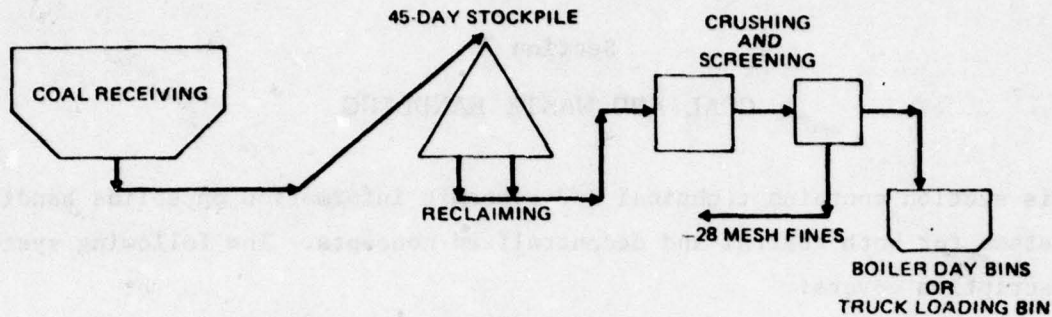 45-DAY STOCKPILE
CRUSHING
AND
SCREENING
COAL RECEIVING
RECLAIMING
-28 MESH FINES
BOILER DAY BINS
OR
TRUCK LOADING BIN